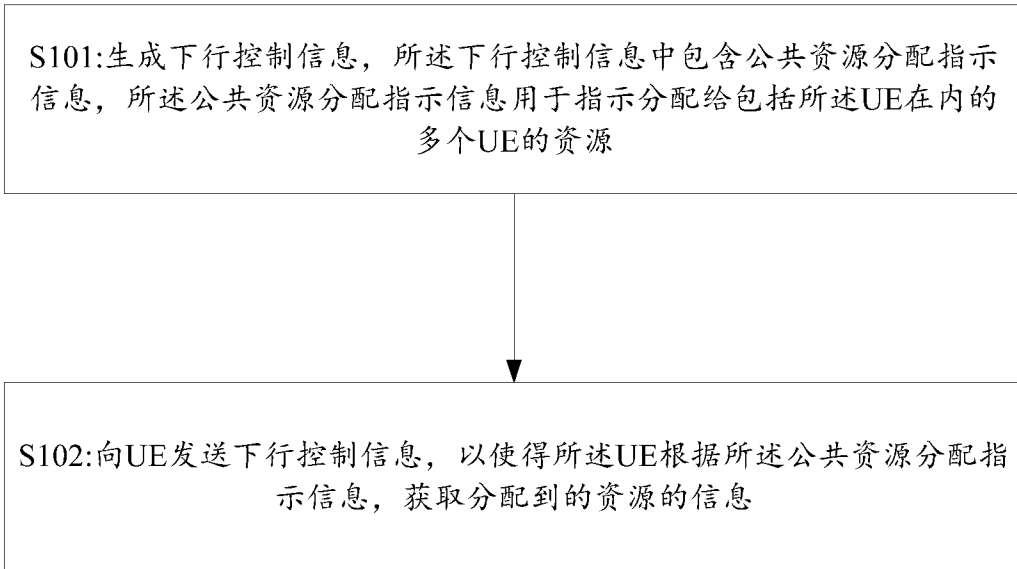 S101:生成下行控制信息，所述下行控制信息中包含公共资源分配指示
信息，所述公共资源分配指示信息用于指示分配给包括所述UE在内的
多个UE的资源
S102:向UE发送下行控制信息，以使得所述UE根据所述公共资源分配指
示信息，获取分配到的资源的信息